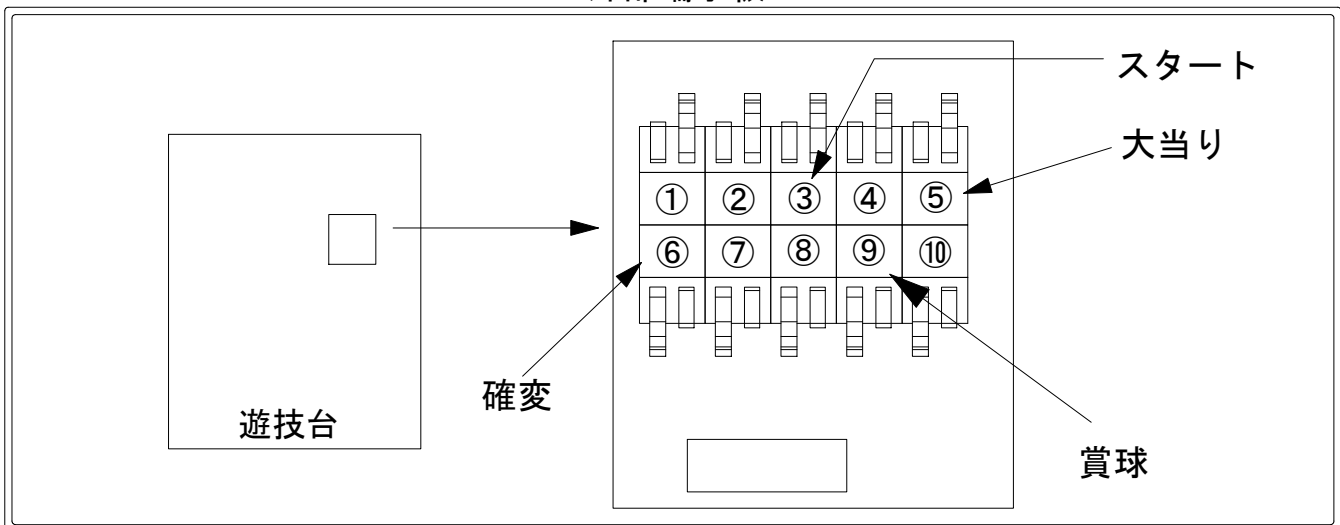 スタート
大当り
① ② ③ ④ ⑤
⑥ ⑦ ⑧ ⑨ ⑩
確変
遊技台
賞球